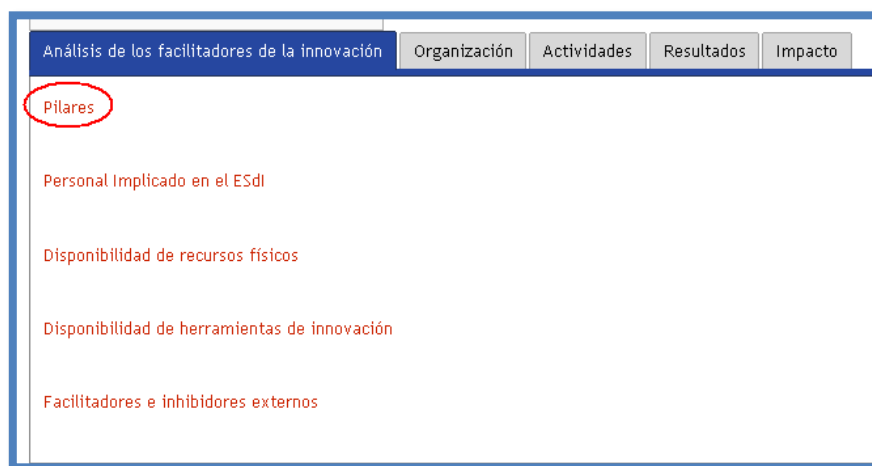 Análisis de los facilitadores de la innovación Organización Actividades Resultados Impacto
Pilares
Personal Implicado en el ESdI
Disponibilidad de recursos físicos
Disponibilidad de herramientas de innovación
Facilitadores e inhibidores externos